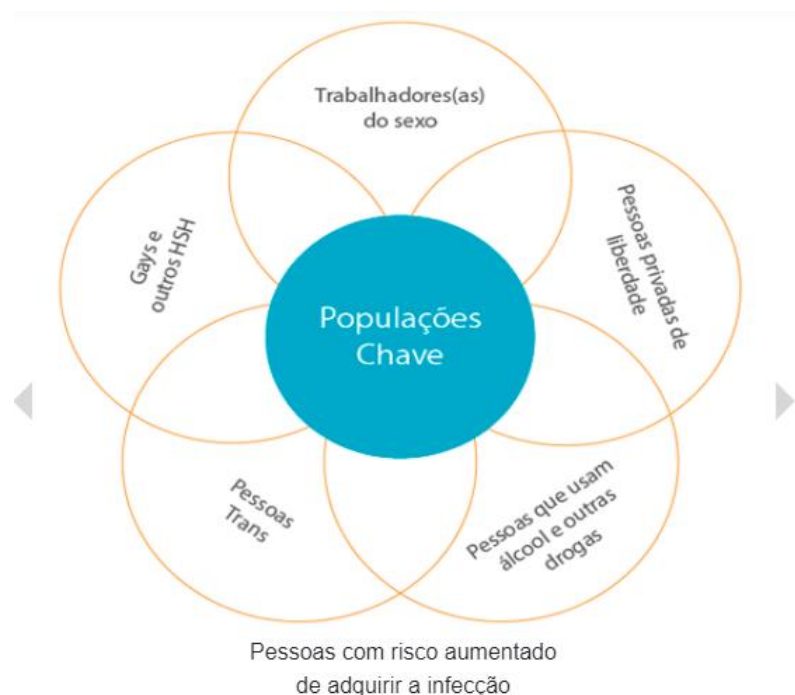 Trabalhadores(as)
do sexo
Gays e
outros HSH
Pessoas privadas de
liberdade
Populações
Chave
Pessoas
Trans
Pessoas que usam
álcool e outras
drogas
Pessoas com risco aumentado
de adquirir a infecção